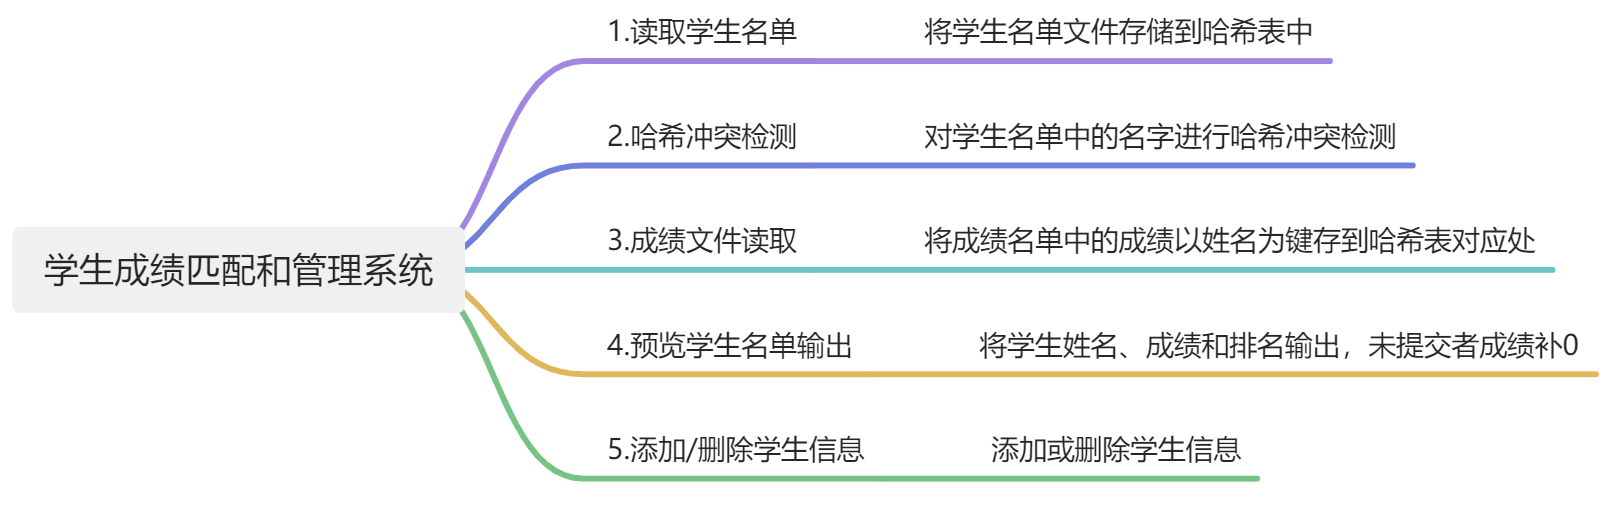 学生成绩匹配和管理系统
1.读取学生名单 将学生名单文件存储到哈希表中
2.哈希冲突检测 对学生名单中的名字进行哈希冲突检测
3.成绩文件读取 将成绩名单中的成绩以姓名为键存到哈希表对应处
4.预览学生名单输出 将学生姓名、成绩和排名输出，未提交者成绩补0
5.添加/删除学生信息 添加或删除学生信息